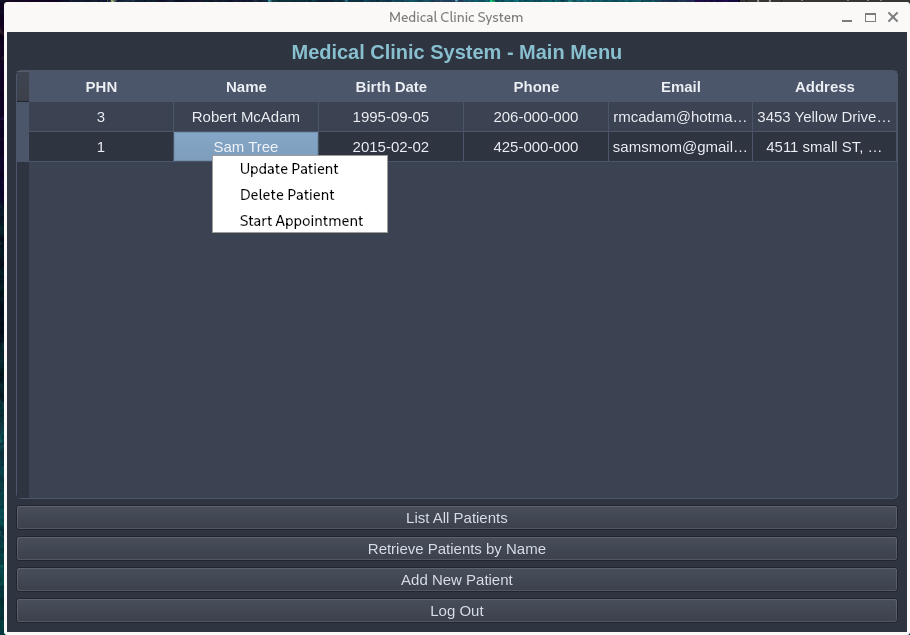 Medical Clinic System
Medical Clinic System - Main Menu
PHN Name Birth Date Phone Email Address
3 Robert McAdam 1995-09-05 206-000-000 rmcadam@hotma... 3453 Yellow Drive...
1 Sam Tree 2015-02-02 425-000-000 samsmom@gmail... 4511 small ST, ...
Update Patient
Delete Patient
Start Appointment
List All Patients
Retrieve Patients by Name
Add New Patient
Log Out